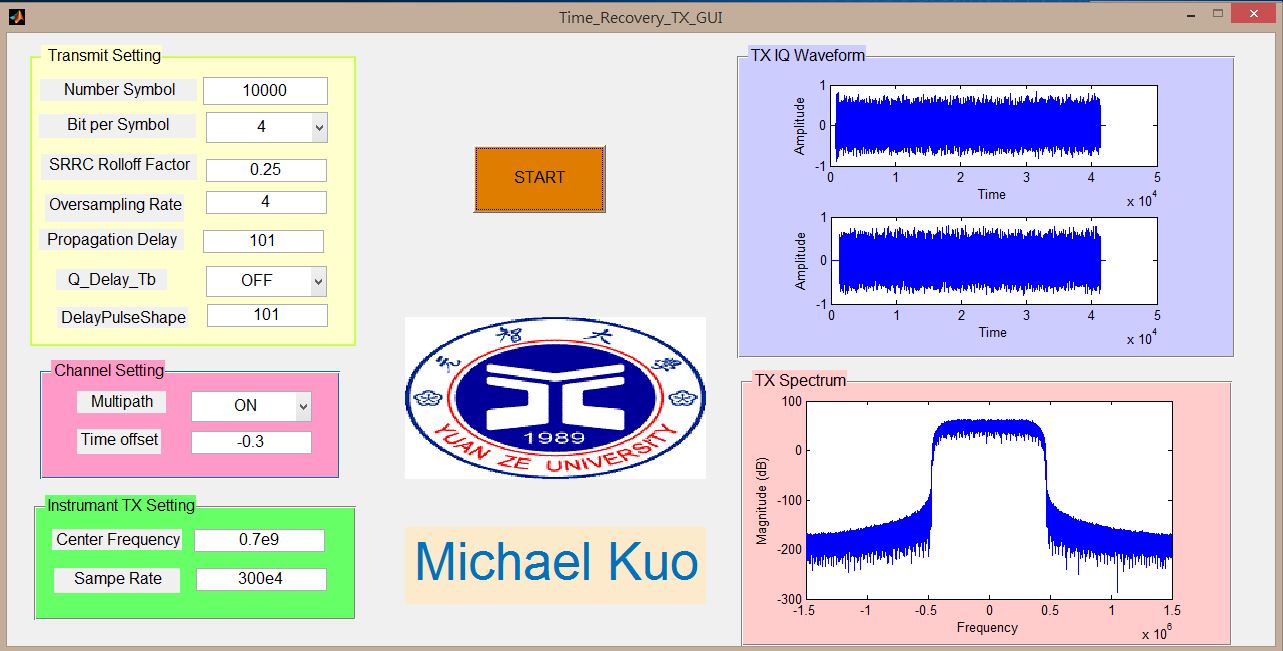 Time_Recovery_TX_GUI
Transmit Setting
Number Symbol 10000
Bit per Symbol 4
SRRC Rolloff Factor 0.25
Oversampling Rate 4
Propagation Delay 101
Q_Delay_Tb OFF
DelayPulseShape 101
Channel Setting
Multipath ON
Time offset -0.3
Instrumant TX Setting
Center Frequency 0.7e9
Sampe Rate 300e4
START
元智大學
1989
YUAN ZE UNIVERSITY
Michael Kuo
TX IQ Waveform
Amplitude
1
0
-1
0 1 2 3 4 5
Time
x 10^4
Amplitude
1
0
-1
0 1 2 3 4 5
Time
x 10^4
TX Spectrum
Magnitude (dB)
100
0
-100
-200
-300
-1.5 -1 -0.5 0 0.5 1 1.5
Frequency
x 10^6